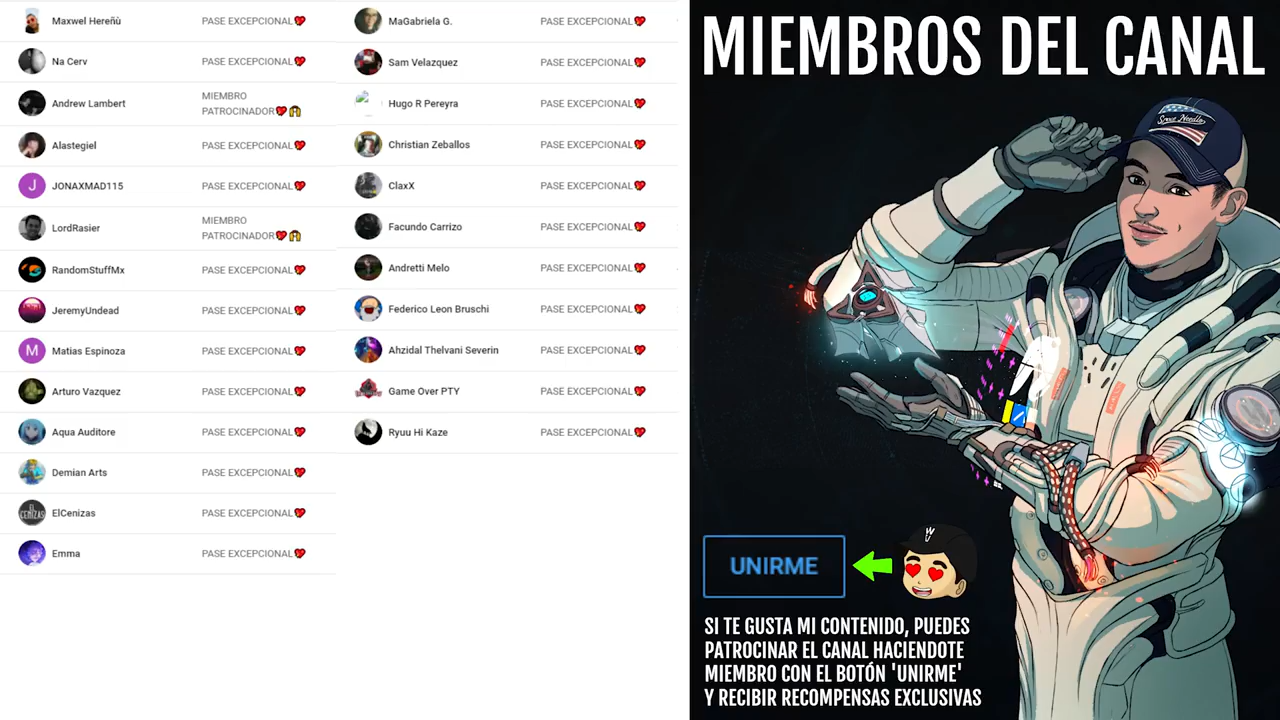 Maxwel Hereñù
PASE EXCEPCIONAL
Na Cerv
PASE EXCEPCIONAL
Andrew Lambert
MIEMBRO
PATROCINADOR
Alastegiel
PASE EXCEPCIONAL
J
JONAXMAD115
PASE EXCEPCIONAL
LordRasier
MIEMBRO
PATROCINADOR
RandomStuffMx
PASE EXCEPCIONAL
JeremyUndead
PASE EXCEPCIONAL
M
Matias Espinoza
PASE EXCEPCIONAL
Arturo Vazquez
PASE EXCEPCIONAL
Aqua Auditore
PASE EXCEPCIONAL
Demian Arts
PASE EXCEPCIONAL
EL
CENIZAS
ElCenizas
PASE EXCEPCIONAL
Emma
PASE EXCEPCIONAL
MaGabriela G.
PASE EXCEPCIONAL
Sam Velazquez
PASE EXCEPCIONAL
Hugo R Pereyra
PASE EXCEPCIONAL
Christian Zeballos
PASE EXCEPCIONAL
ClaxX
PASE EXCEPCIONAL
Facundo Carrizo
PASE EXCEPCIONAL
Andretti Melo
PASE EXCEPCIONAL
Federico Leon Bruschi
PASE EXCEPCIONAL
Ahzidal Thelvani Severin
PASE EXCEPCIONAL
Game Over PTY
PASE EXCEPCIONAL
Ryuu Hi Kaze
PASE EXCEPCIONAL
MIEMBROS DEL CANAL
Space Needle
UNIRME
W
U
SI TE GUSTA MI CONTENIDO, PUEDES
PATROCINAR EL CANAL HACIENDOTE
MIEMBRO CON EL BOTÓN 'UNIRME'
Y RECIBIR RECOMPENSAS EXCLUSIVAS